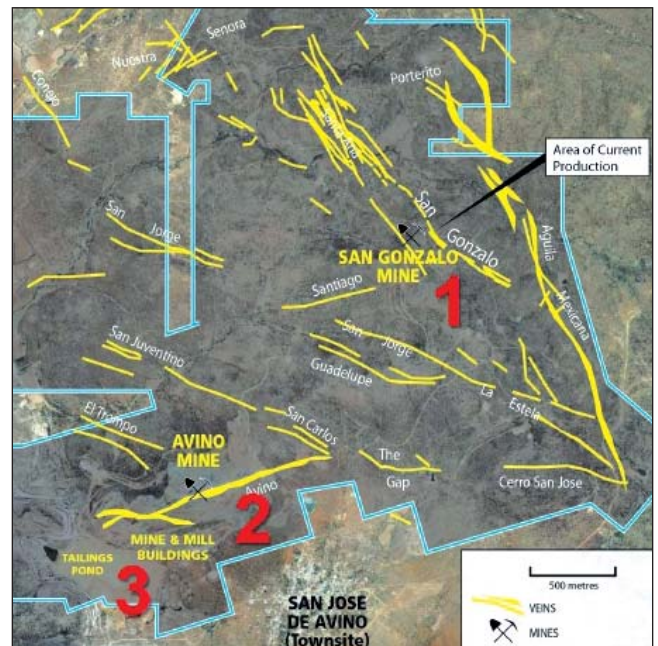 Senora
Nuestra
Conejo
Porterito
Area of Current
Production
San
Gonzalo
San
Jorge
SAN GONZALO
MINE
1
Aguila
Mexicana
Santiago
San
Jorge
San Juventino
Guadelupe
La
Estela
El Trompo
San Carlos
AVINO
MINE
The
Gap
Cerro San Jose
Avino
2
MINE & MILL
BUILDINGS
TAILINGS
POND
3
SAN JOSE
DE AVINO
(Townsite)
500 metres
VEINS
MINES